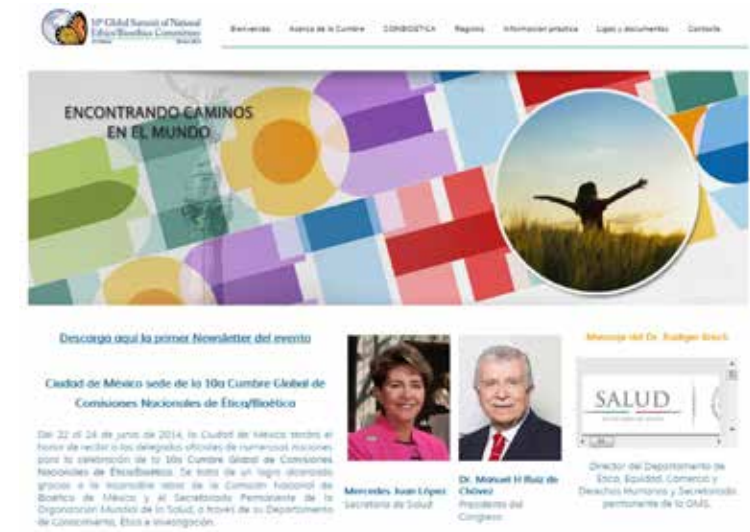 10th Global Summit of National
Ethics/Bioethics Committees
Bienvenida Acerca de la Cumbre CONBIOÉTICA Registro Información práctica Ligas y documentos Contacto
ENCONTRANDO CAMINOS
EN EL MUNDO
Descarga aquí la primer Newsletter del evento
Ciudad de México sede de la 10a Cumbre Global de
Comisiones Nacionales de Ética/Bioética
Del 22 al 24 de junio de 2014, la Ciudad de México tendrá el
honor de recibir a los delegados oficiales de numerosas naciones
para la celebración de la 10a Cumbre Global de Comisiones
Nacionales de Ética/Bioética. Se trata de un logro alcanzado
gracias a la incansable labor de la Comisión Nacional de
Bioética de México y el Secretariado Permanente de la
Organización Mundial de la Salud, a través de su Departamento
de Conocimiento, Ética e Investigación.
Mercedes Juan López
Secretaria de Salud
Dr. Manuel H Ruiz de
Chávez
Presidente del
Congreso
Mensaje del Dr. Rudiger Krech
SALUD
Director del Departamento de
Ética, Equidad, Comercio y
Derechos Humanos y Secretariado
permanente de la OMS.